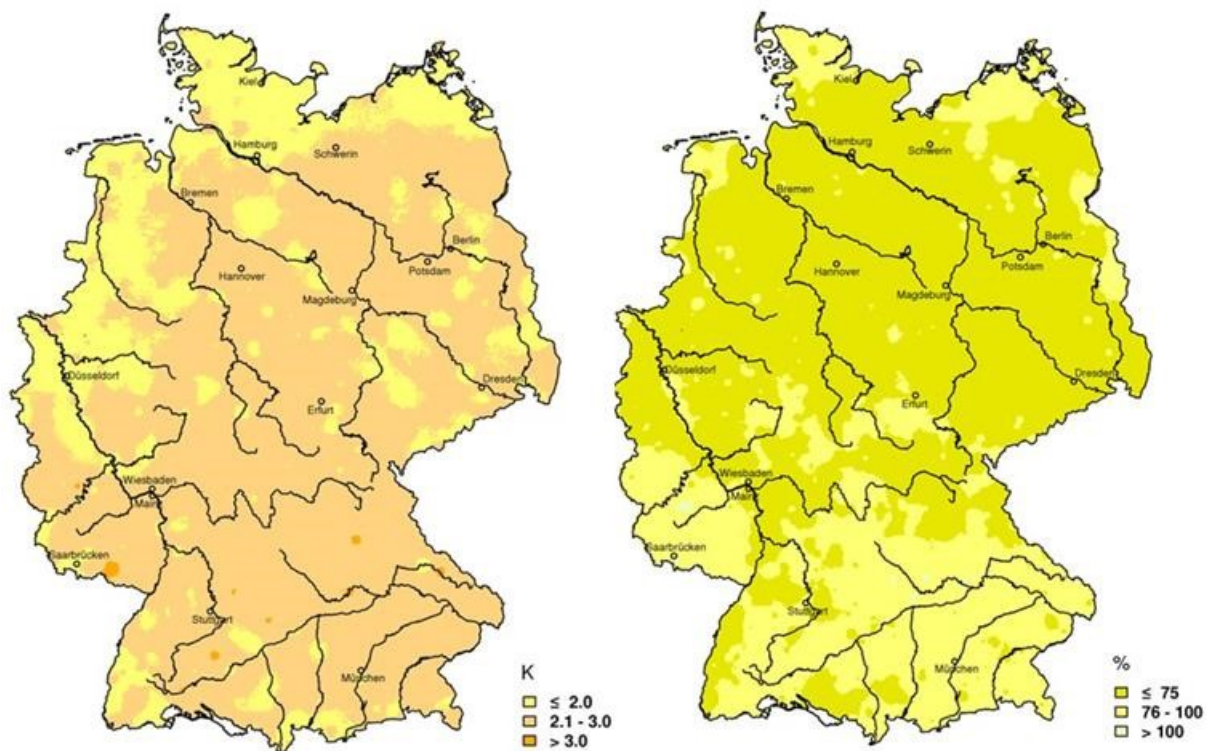 Kiel
Hamburg
Schwerin
Bremen
Berlin
Hannover
Potsdam
Magdeburg
Düsseldorf
Dresden
Erfurt
Wiesbaden
Mainz
Saarbrücken
Stuttgart
München
K
≤ 2.0
2.1 - 3.0
> 3.0
Kiel
Hamburg
Schwerin
Bremen
Berlin
Hannover
Potsdam
Magdeburg
Düsseldorf
Dresden
Erfurt
Wiesbaden
Mainz
Saarbrücken
Stuttgart
München
%
≤ 75
76 - 100
> 100